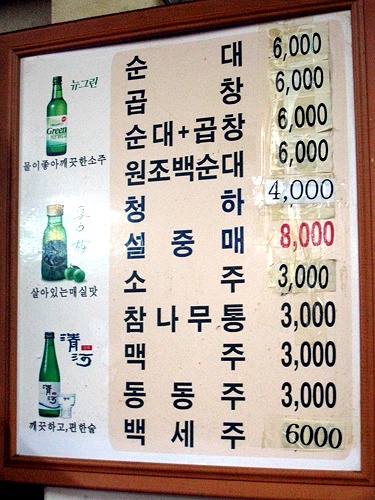 순 대 6,000
곱 창 6,000
순대+곱창 6,000
원조백순대 6,000
청 하 4,000
설 중 매 8,000
소 주 3,000
참나무통 3,000
맥 주 3,000
동 동 주 3,000
백 세 주 6000
뉴그린
Green
물이좋아깨끗한소주
살아있는매실맛
清河
깨끗하고,편한술